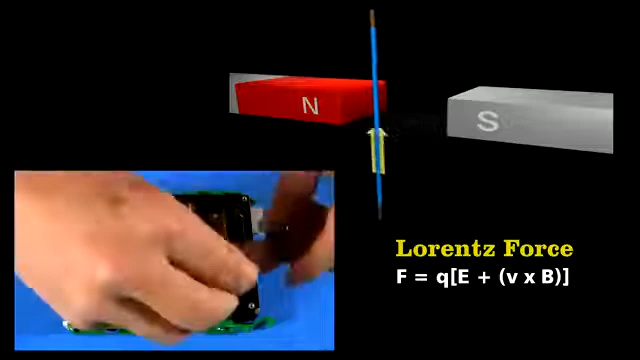 N
S
Lorentz Force
F = q[E + (v x B)]